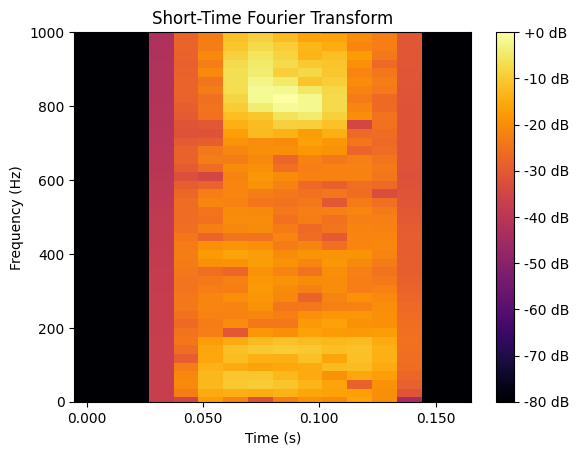 Short-Time Fourier Transform
1000
800
600
400
200
0
Frequency (Hz)
0.000
0.050
0.100
0.150
Time (s)
+0 dB
-10 dB
-20 dB
-30 dB
-40 dB
-50 dB
-60 dB
-70 dB
-80 dB